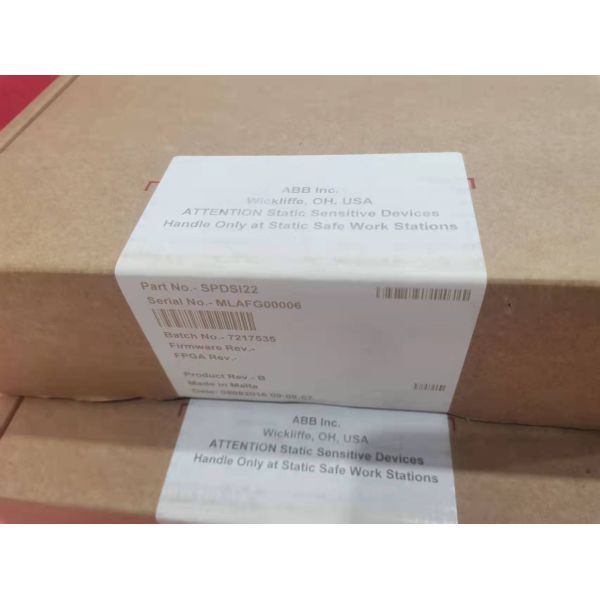 ABB Inc.
Wickliffe, OH, USA
ATTENTION Static Sensitive Devices
Handle Only at Static Safe Work Stations
Part No.- SPDSI22
Serial No.- MLAFG00006
Batch No.- 7217535
Firmware Rev.-
FPGA Rev.-
Product Rev.- B
Made in Malta
Date:
ABB Inc.
Wickliffe, OH, USA
ATTENTION Static Sensitive Devices
Handle Only at Static Safe Work Stations